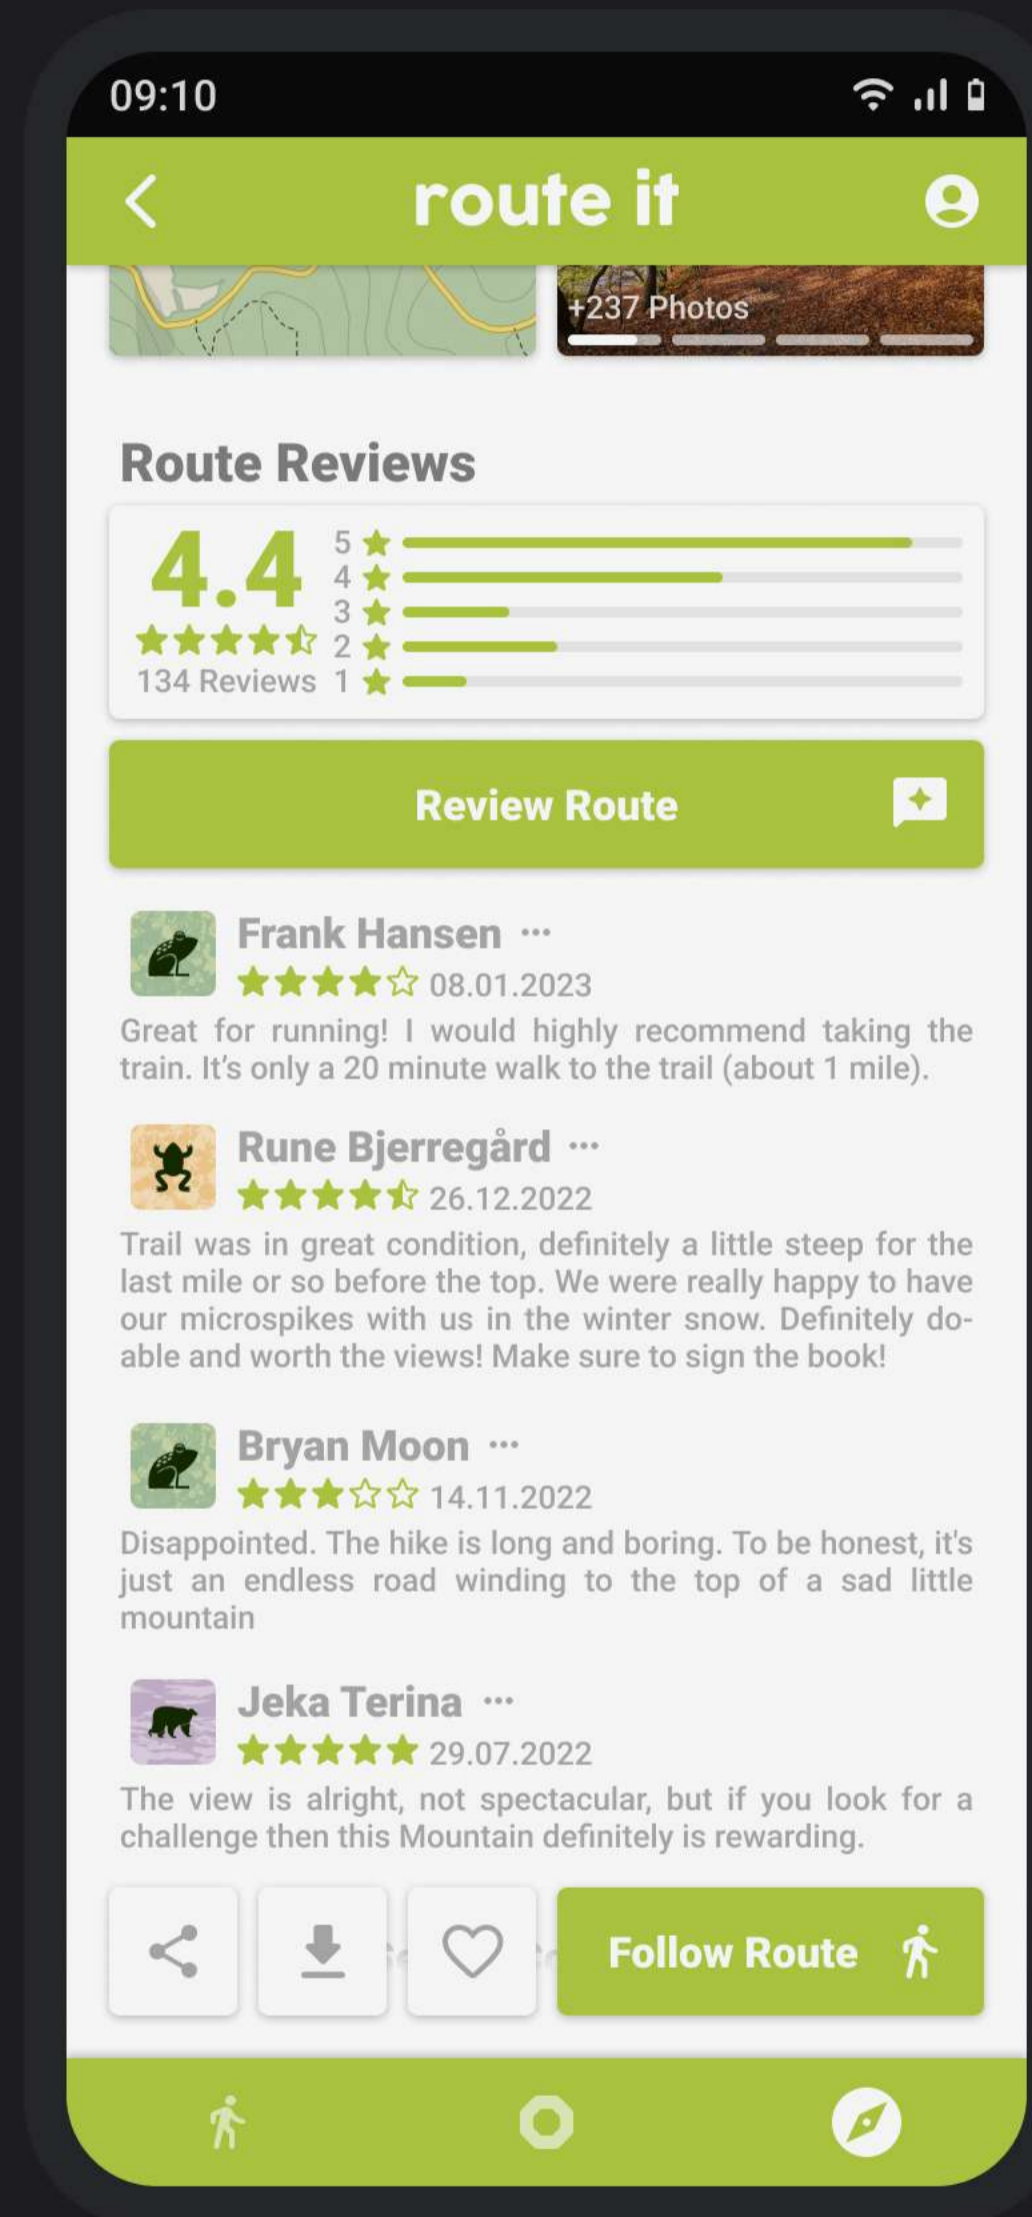 09:10
route it
+237 Photos
Route Reviews
4.4
134 Reviews
5
4
3
2
1
Review Route
Frank Hansen ···
08.01.2023
Great for running! I would highly recommend taking the
train. It’s only a 20 minute walk to the trail (about 1 mile).
Rune Bjerregård ···
26.12.2022
Trail was in great condition, definitely a little steep for the
last mile or so before the top. We were really happy to have
our microspikes with us in the winter snow. Definitely do-
able and worth the views! Make sure to sign the book!
Bryan Moon ···
14.11.2022
Disappointed. The hike is long and boring. To be honest, it's
just an endless road winding to the top of a sad little
mountain
Jeka Terina ···
29.07.2022
The view is alright, not spectacular, but if you look for a
challenge then this Mountain definitely is rewarding.
Follow Route